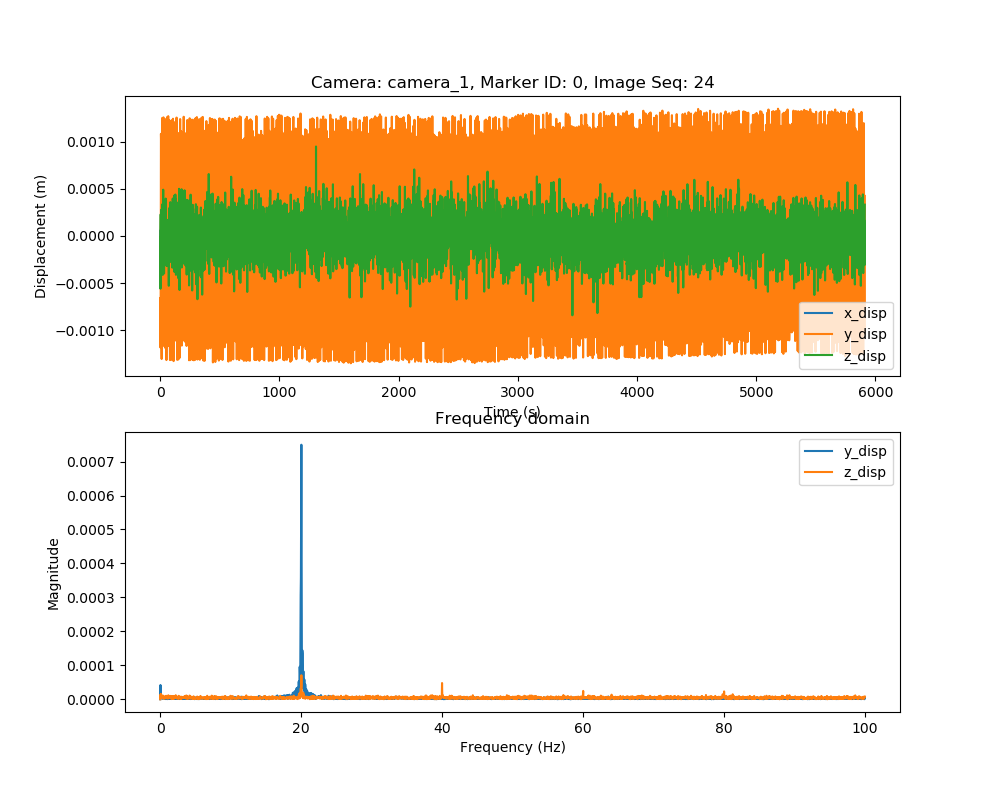 Camera: camera_1, Marker ID: 0, Image Seq: 24
Displacement (m)
0.0010
0.0005
0.0000
−0.0005
−0.0010
x_disp
y_disp
z_disp
0 1000 2000 3000 4000 5000 6000
Time (s)
Frequency domain
Magnitude
0.0007
0.0006
0.0005
0.0004
0.0003
0.0002
0.0001
0.0000
y_disp
z_disp
0 20 40 60 80 100
Frequency (Hz)